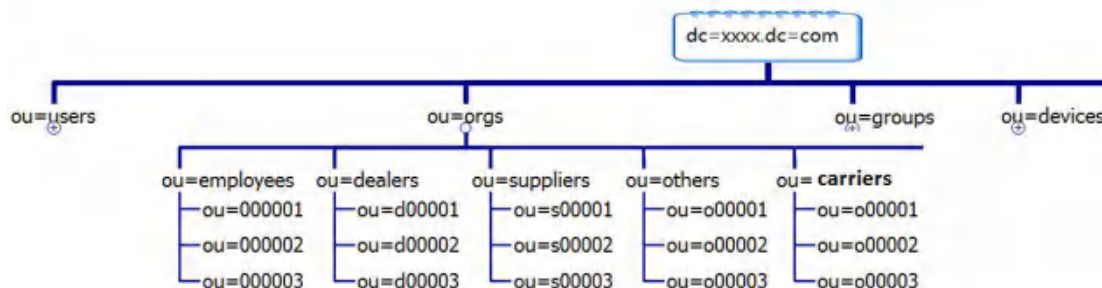 dc=xxxx.dc=com
ou=users ou=orgs ou=groups ou=devices
ou=employees ou=dealers ou=suppliers ou=others ou= carriers
ou=000001 ou=d00001 ou=s00001 ou=o00001 ou=o00001
ou=000002 ou=d00002 ou=s00002 ou=o00002 ou=o00002
ou=000003 ou=d00003 ou=s00003 ou=o00003 ou=o00003